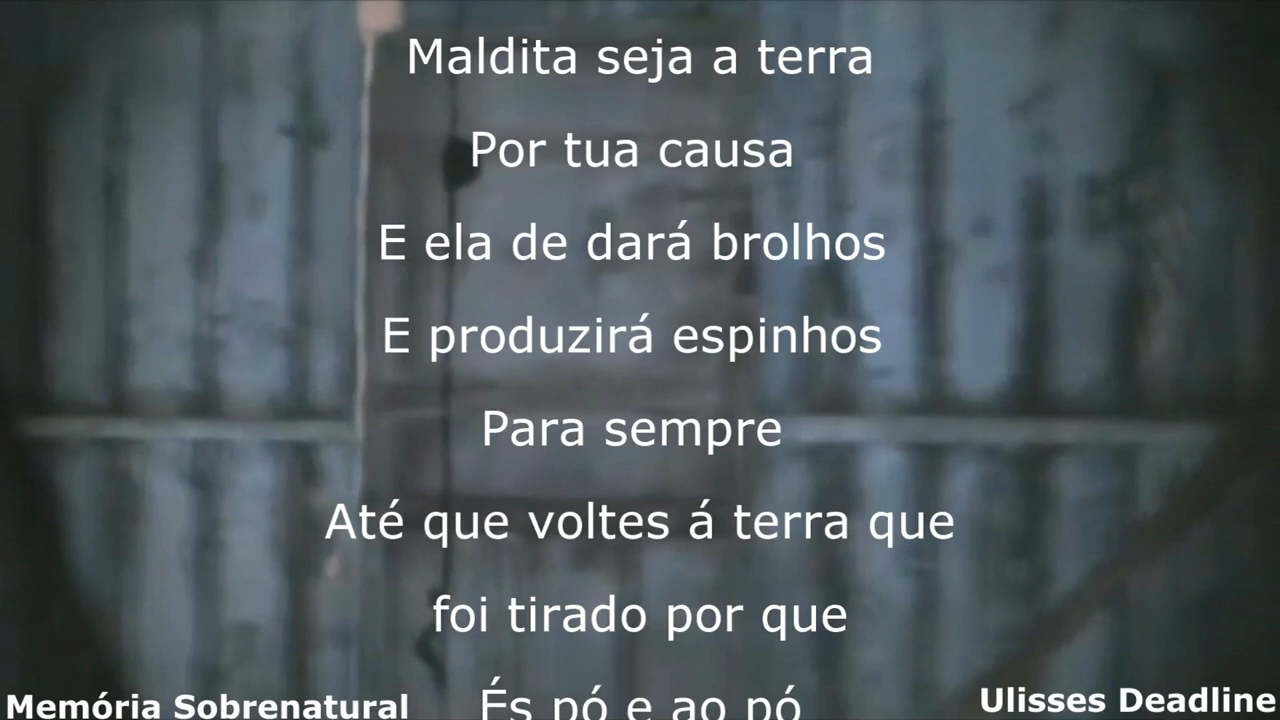 Maldita seja a terra
Por tua causa
E ela de dará brolhos
E produzirá espinhos
Para sempre
Até que voltes á terra que
foi tirado por que
És pó e ao pó
Memória Sobrenatural
Ulisses Deadline